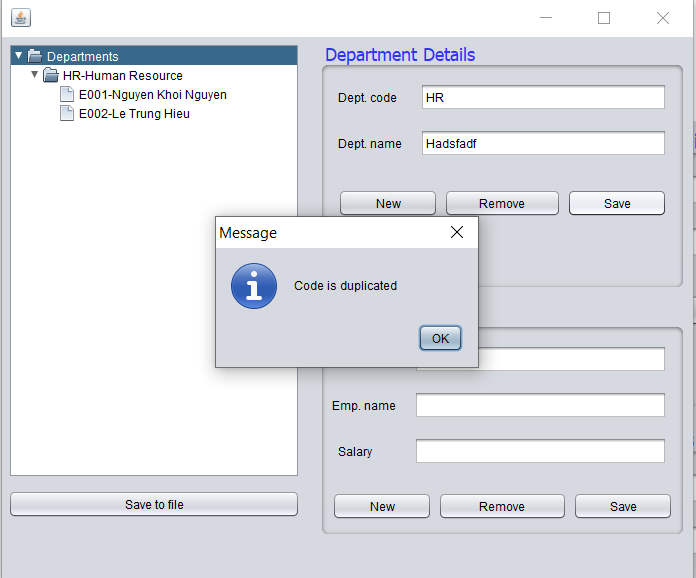 Departments
HR-Human Resource
E001-Nguyen Khoi Nguyen
E002-Le Trung Hieu
Save to file
Department Details
Dept. code HR
Dept. name Hadsfadf
New Remove Save
Message
Code is duplicated
OK
Emp. name
Salary
New Remove Save